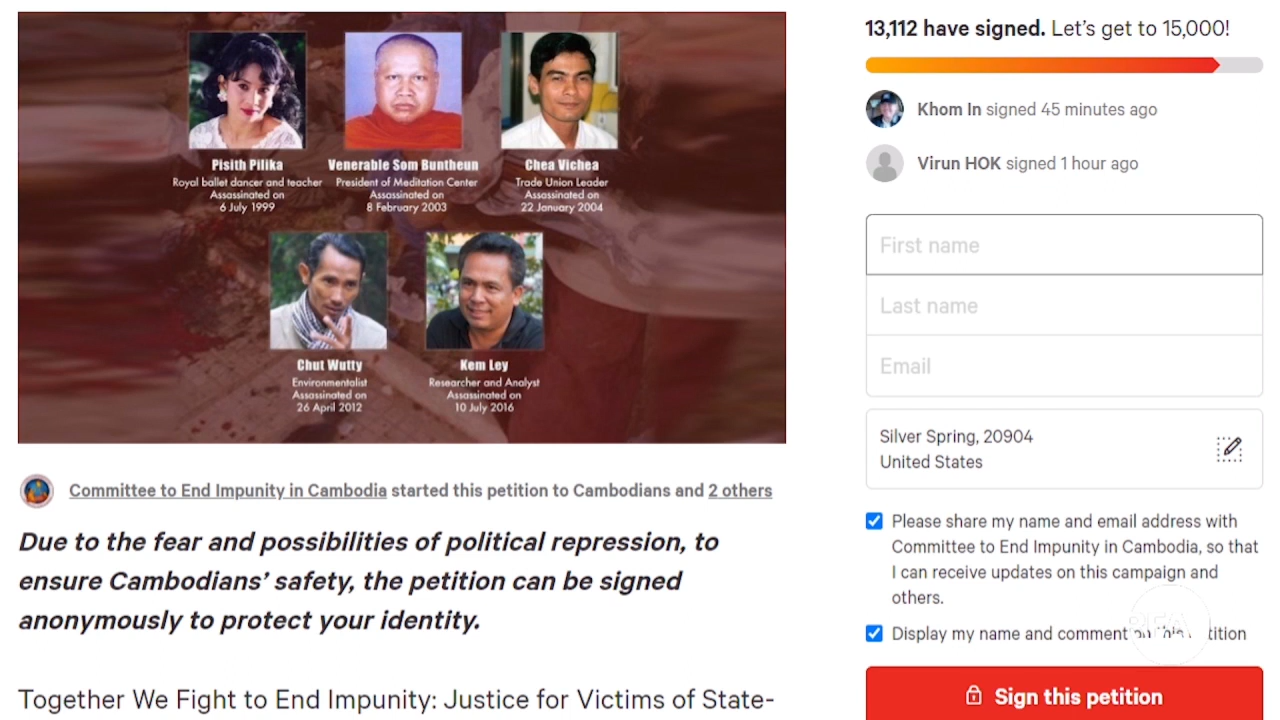 Pisith Pilika
Royal ballet dancer and teacher
Assassinated on
6 July 1999
Venerable Som Buntheun
President of Meditation Center
Assassinated on
8 February 2003
Chea Vichea
Trade Union Leader
Assassinated on
22 January 2004
Chut Wutty
Environmentalist
Assassinated on
26 April 2012
Kem Ley
Researcher and Analyst
Assassinated on
10 July 2016
Committee to End Impunity in Cambodia started this petition to Cambodians and 2 others
Due to the fear and possibilities of political repression, to
ensure Cambodians’ safety, the petition can be signed
anonymously to protect your identity.
Together We Fight to End Impunity: Justice for Victims of State-
13,112 have signed. Let’s get to 15,000!
Khom In signed 45 minutes ago
Virun HOK signed 1 hour ago
First name
Last name
Email
Silver Spring, 20904
United States
Please share my name and email address with
Committee to End Impunity in Cambodia, so that
I can receive updates on this campaign and
others.
Display my name and comment on this petition
RFA
Sign this petition